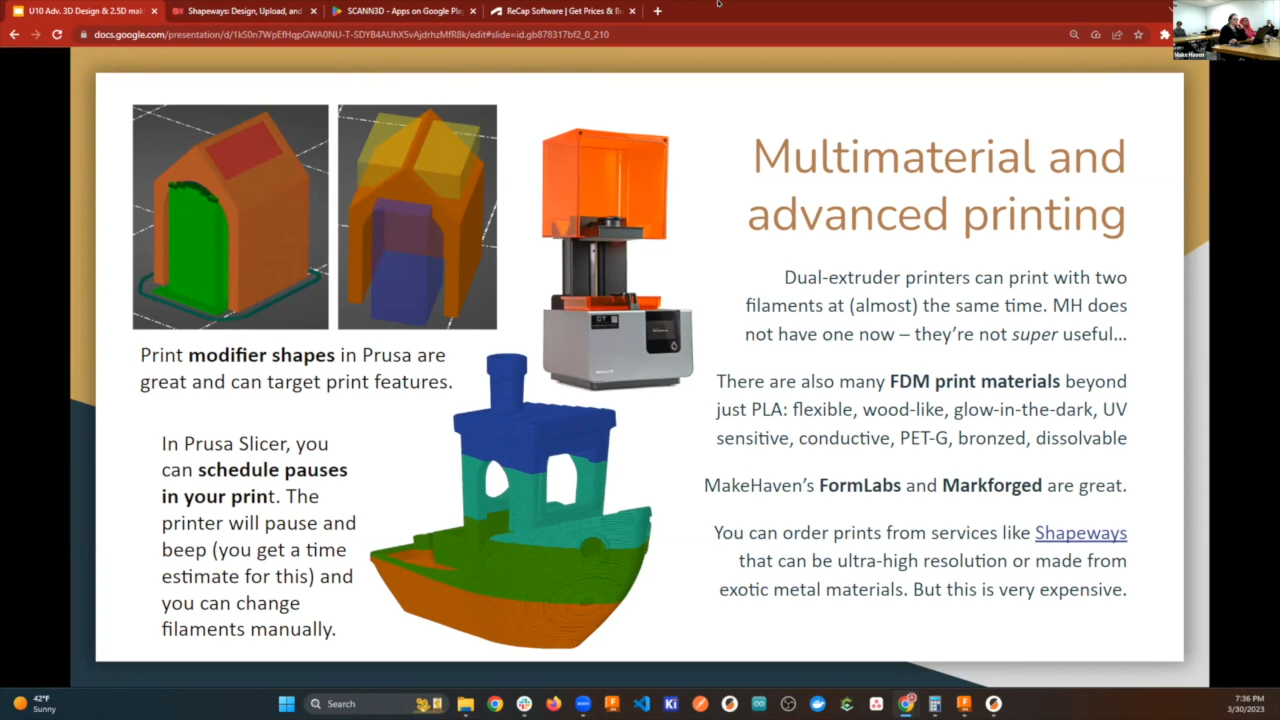 U10 Adv. 3D Design & 2.5D mak
Shapeways: Design, Upload, and
SCANN3D - Apps on Google Pla
ReCap Software | Get Prices & B
docs.google.com/presentation/d/1kS0n7WpEfHqpGWA0NU-T-SDYB4AUhX5vAjdrhzMfR8k/edit#slide=id.gb878317bf2_0_210
Make Haven
Multimaterial and
advanced printing
Dual-extruder printers can print with two
filaments at (almost) the same time. MH does
not have one now – they're not super useful...
There are also many FDM print materials beyond
just PLA: flexible, wood-like, glow-in-the-dark, UV
sensitive, conductive, PET-G, bronzed, dissolvable
MakeHaven's FormLabs and Markforged are great.
You can order prints from services like Shapeways
that can be ultra-high resolution or made from
exotic metal materials. But this is very expensive.
Print modifier shapes in Prusa are
great and can target print features.
In Prusa Slicer, you
can schedule pauses
in your print. The
printer will pause and
beep (you get a time
estimate for this) and
you can change
filaments manually.
42°F
Sunny
Search
7:36 PM
3/30/2023